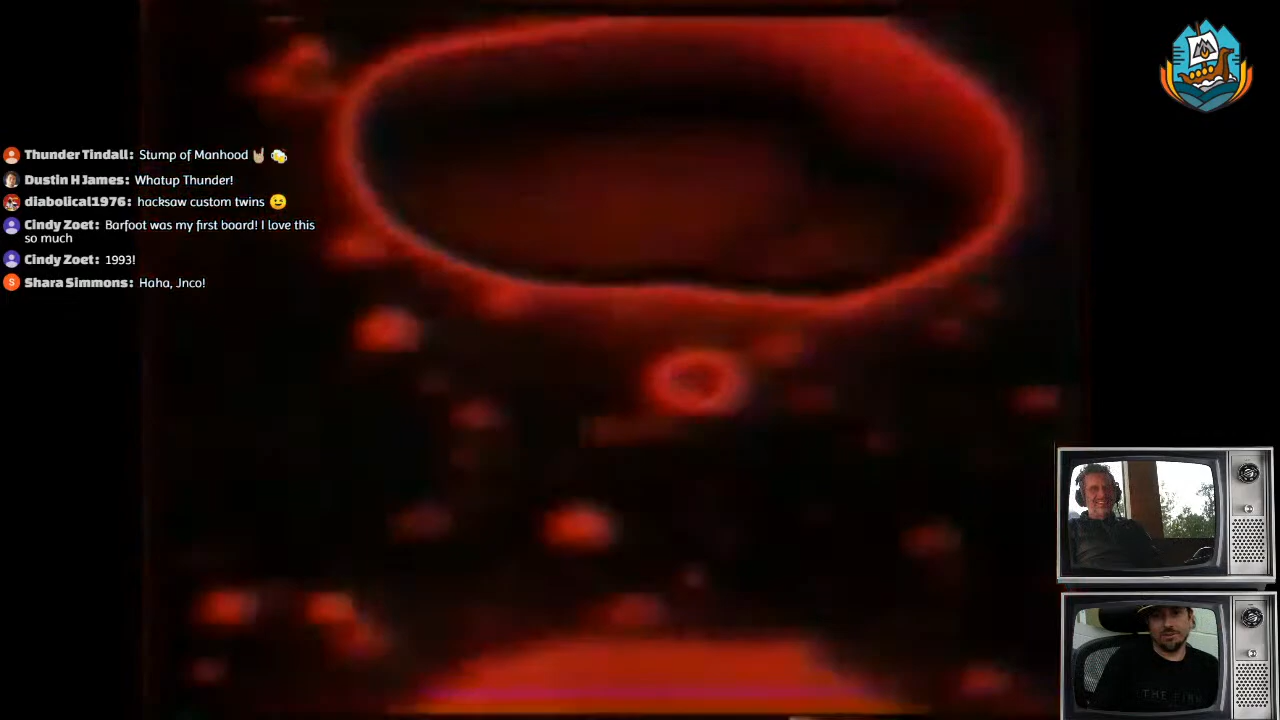 Thunder Tindall: Stump of Manhood 🤘🏼 🍻
Dustin H James: Whatup Thunder!
diabolical1976: hacksaw custom twins 😉
Cindy Zoet: Barfoot was my first board! I love this
so much
Cindy Zoet: 1993!
S Shara Simmons: Haha, Jnco!
THE